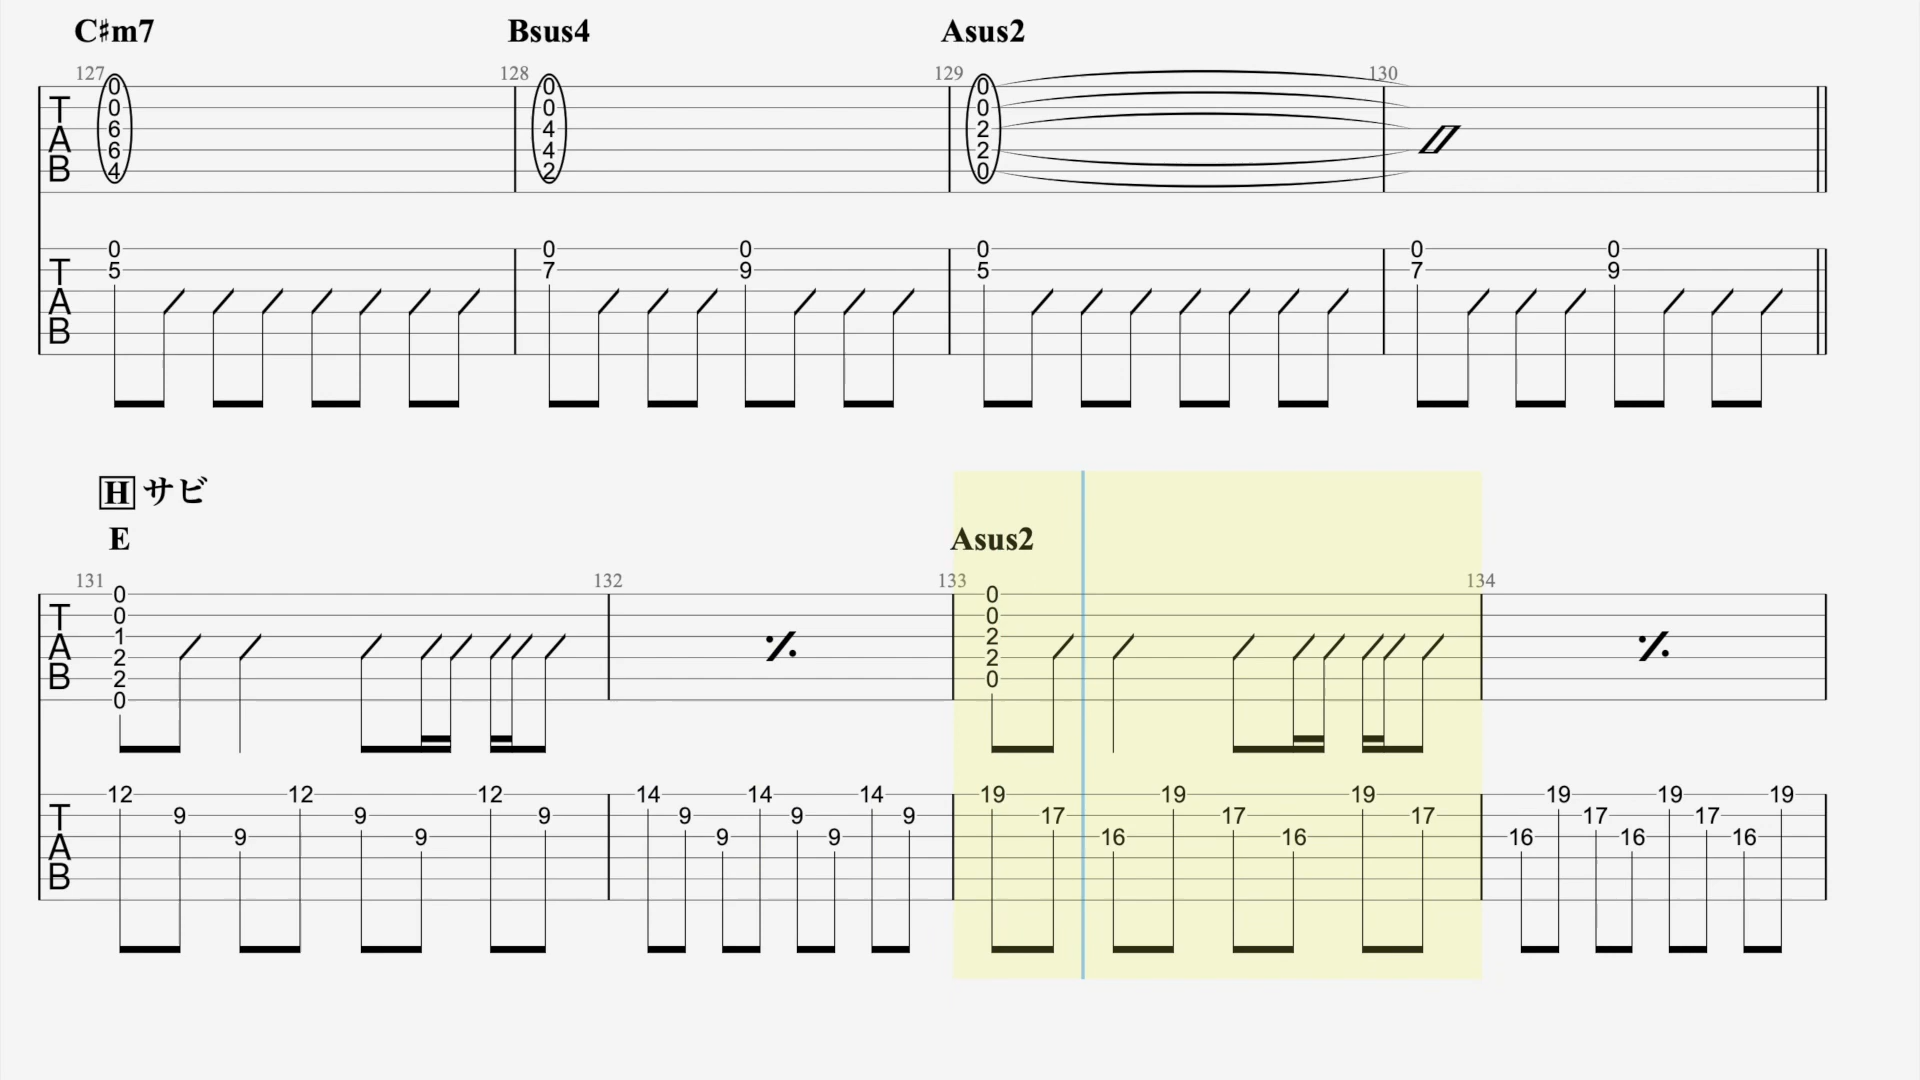 C♯m7 Bsus4 Asus2
127 128 129 130
0 0 0
0 0 0
T 6 4 2
A 6 4 2
B 4 2 0
0 0 0 0 0 0
T 5 7 9 5 7 9
A
B
H サビ
E Asus2
131 132 133 134
0 0
T 0 0
A 1 2
2 2
B 2 0
0
12 12 12 14 14 14 19 19 19 19 19 19
T 9 9 9 9 9 9 17 17 17 17 17
A 9 9 9 9 16 16 16 16 16
B